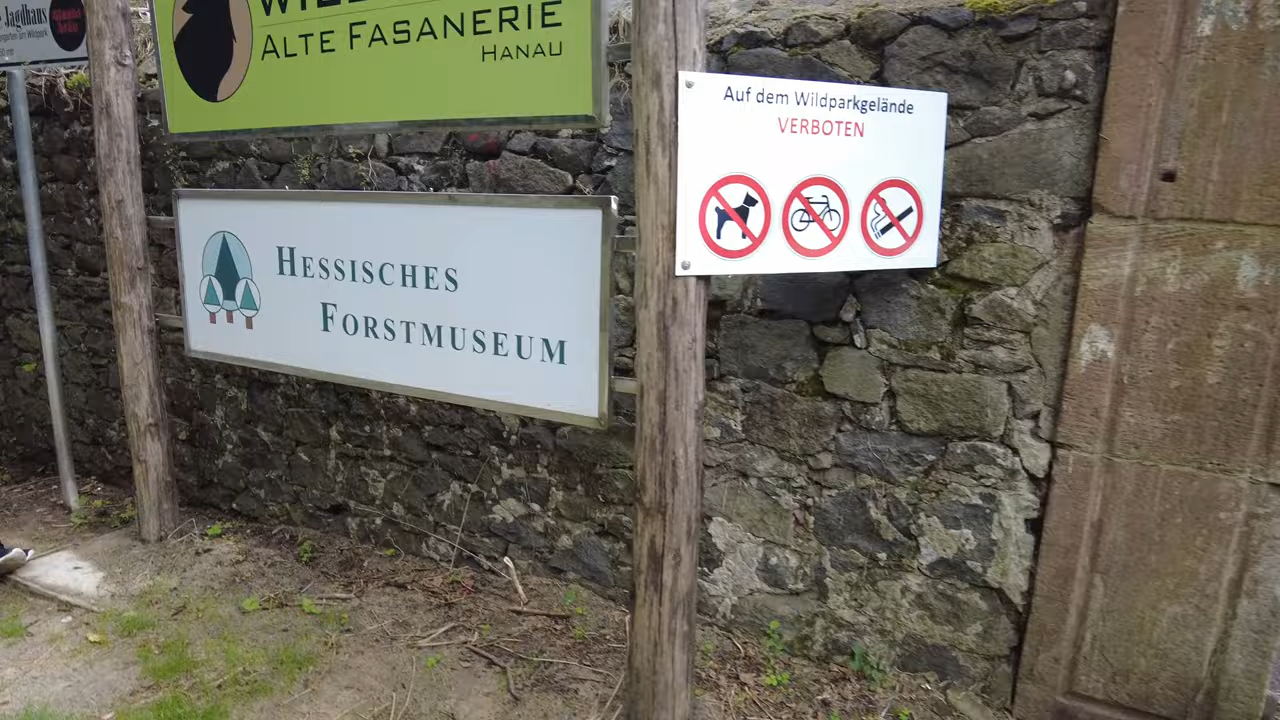 Jagdhaus
ALTE FASANERIE
HANAU
Auf dem Wildparkgelände
VERBOTEN
HESSISCHES
FORSTMUSEUM